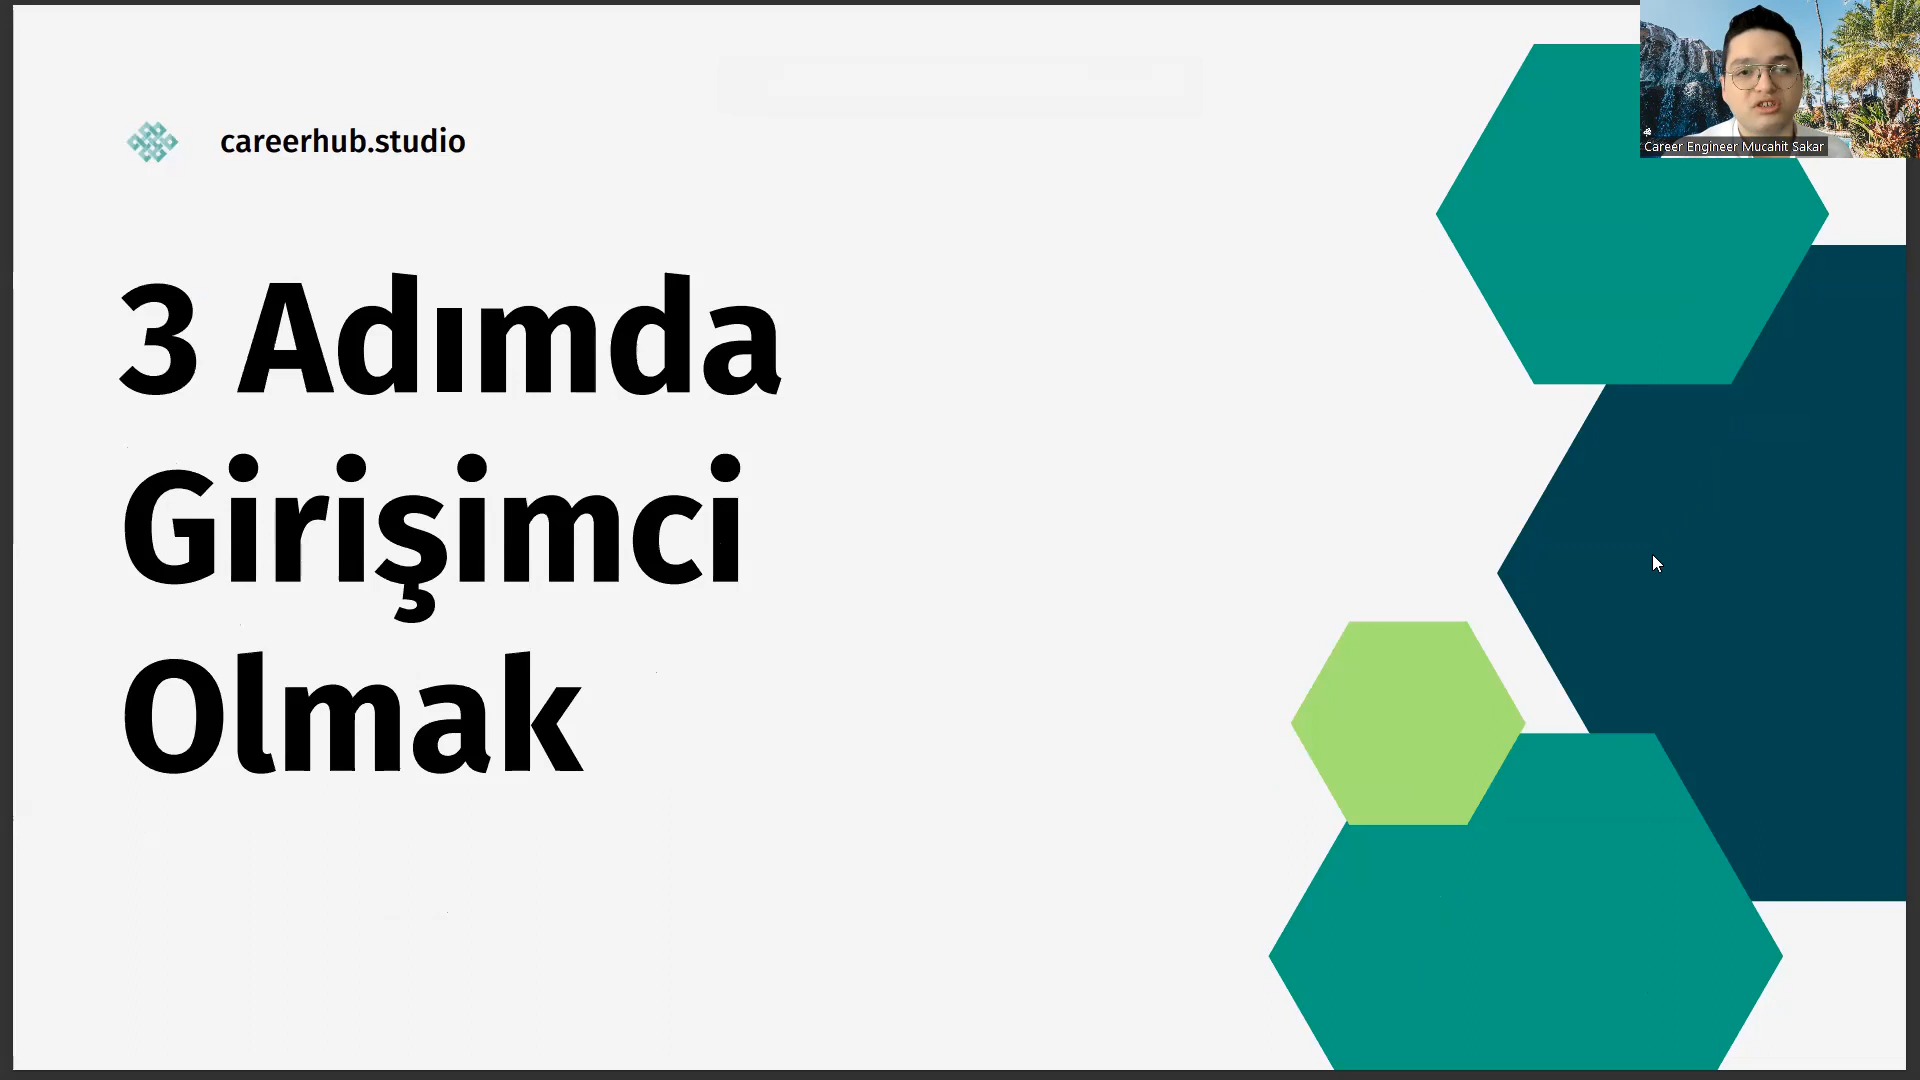 careerhub.studio
3 Adımda
Girişimci
Olmak
Career Engineer Mucahit Sakar